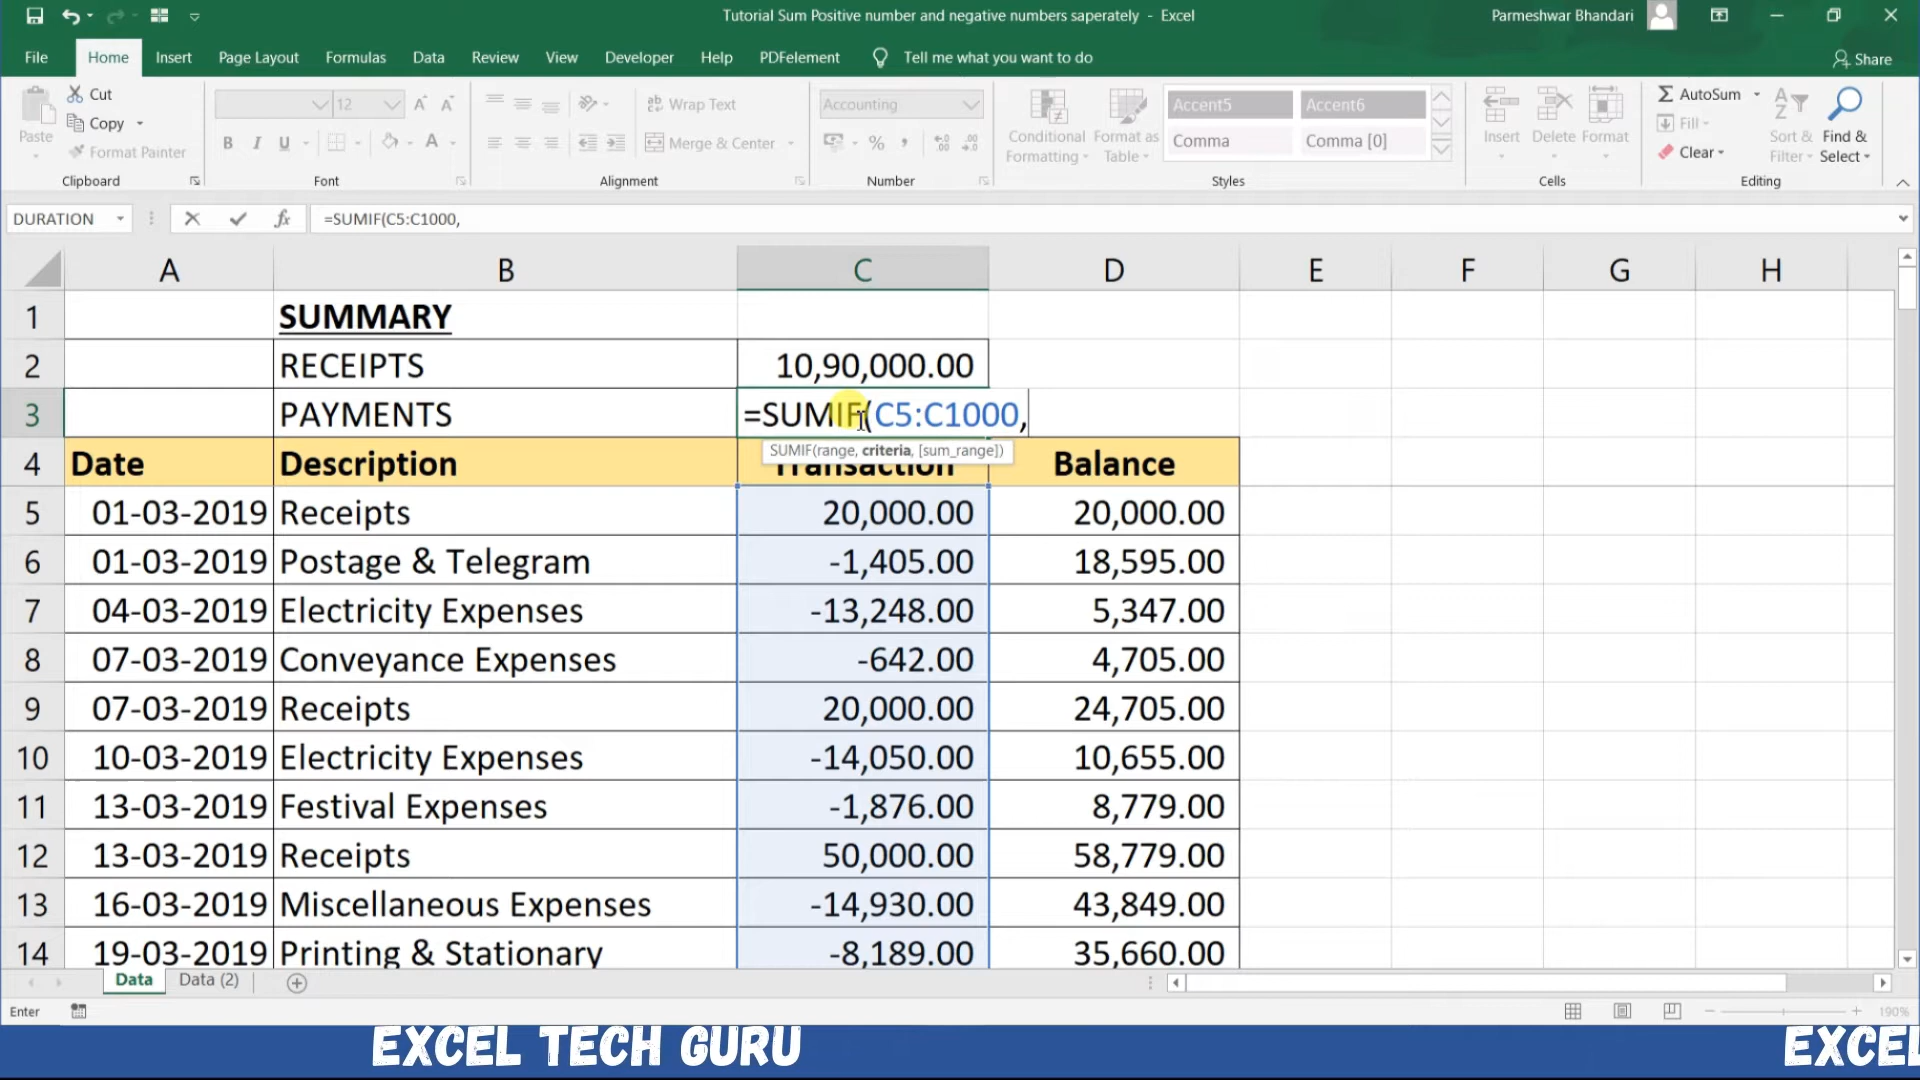 Tutorial Sum Positive number and negative numbers saperately - Excel
Parmeshwar Bhandari
File Home Insert Page Layout Formulas Data Review View Developer Help PDFelement Tell me what you want to do Share
Paste
Cut
Copy
Format Painter
Clipboard
12
B I U
Font
Wrap Text
Merge & Center
Alignment
Accounting
%
Number
Conditional Formatting
Format as Table
Accent5 Accent6
Comma Comma [0]
Styles
Insert Delete Format
Cells
AutoSum
Fill
Clear
Sort & Filter
Find & Select
Editing
DURATION fx =SUMIF(C5:C1000,
A B C D E F G H
1 SUMMARY
2 RECEIPTS 10,90,000.00
3 PAYMENTS =SUMIF(C5:C1000,
SUMIF(range, criteria, [sum_range])
4 Date Description Transaction Balance
5 01-03-2019 Receipts 20,000.00 20,000.00
6 01-03-2019 Postage & Telegram -1,405.00 18,595.00
7 04-03-2019 Electricity Expenses -13,248.00 5,347.00
8 07-03-2019 Conveyance Expenses -642.00 4,705.00
9 07-03-2019 Receipts 20,000.00 24,705.00
10 10-03-2019 Electricity Expenses -14,050.00 10,655.00
11 13-03-2019 Festival Expenses -1,876.00 8,779.00
12 13-03-2019 Receipts 50,000.00 58,779.00
13 16-03-2019 Miscellaneous Expenses -14,930.00 43,849.00
14 19-03-2019 Printing & Stationary -8,189.00 35,660.00
Data Data (2)
Enter 190%
EXCEL TECH GURU EXCEL